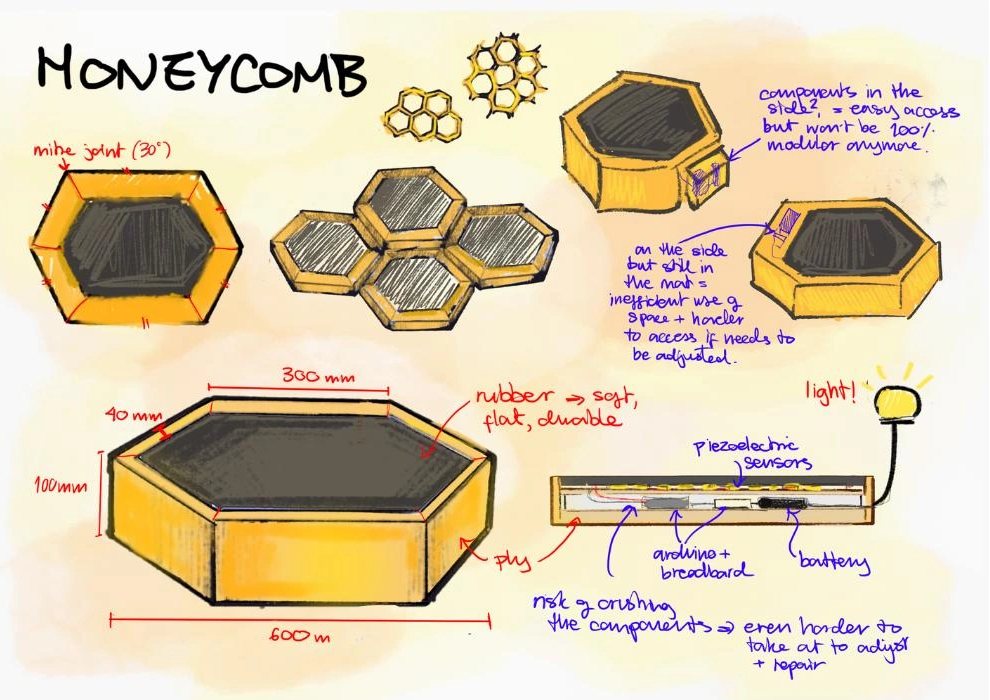 MONEYCOMB
mitre joint (30°)
components in the
side? = easy access
but won't be 100%
modular anymore.
on the side
but still in
the mat =
inefficient use of
space + harder
to access if needs to
be adjusted.
300 mm
40 mm
100mm
600 m
rubber → soft,
flat, durable
ply
light!
piezoelectric
sensors
arduino +
breadboard
battery
risk of crushing
the components → even harder to
take out to adjust
+ repair